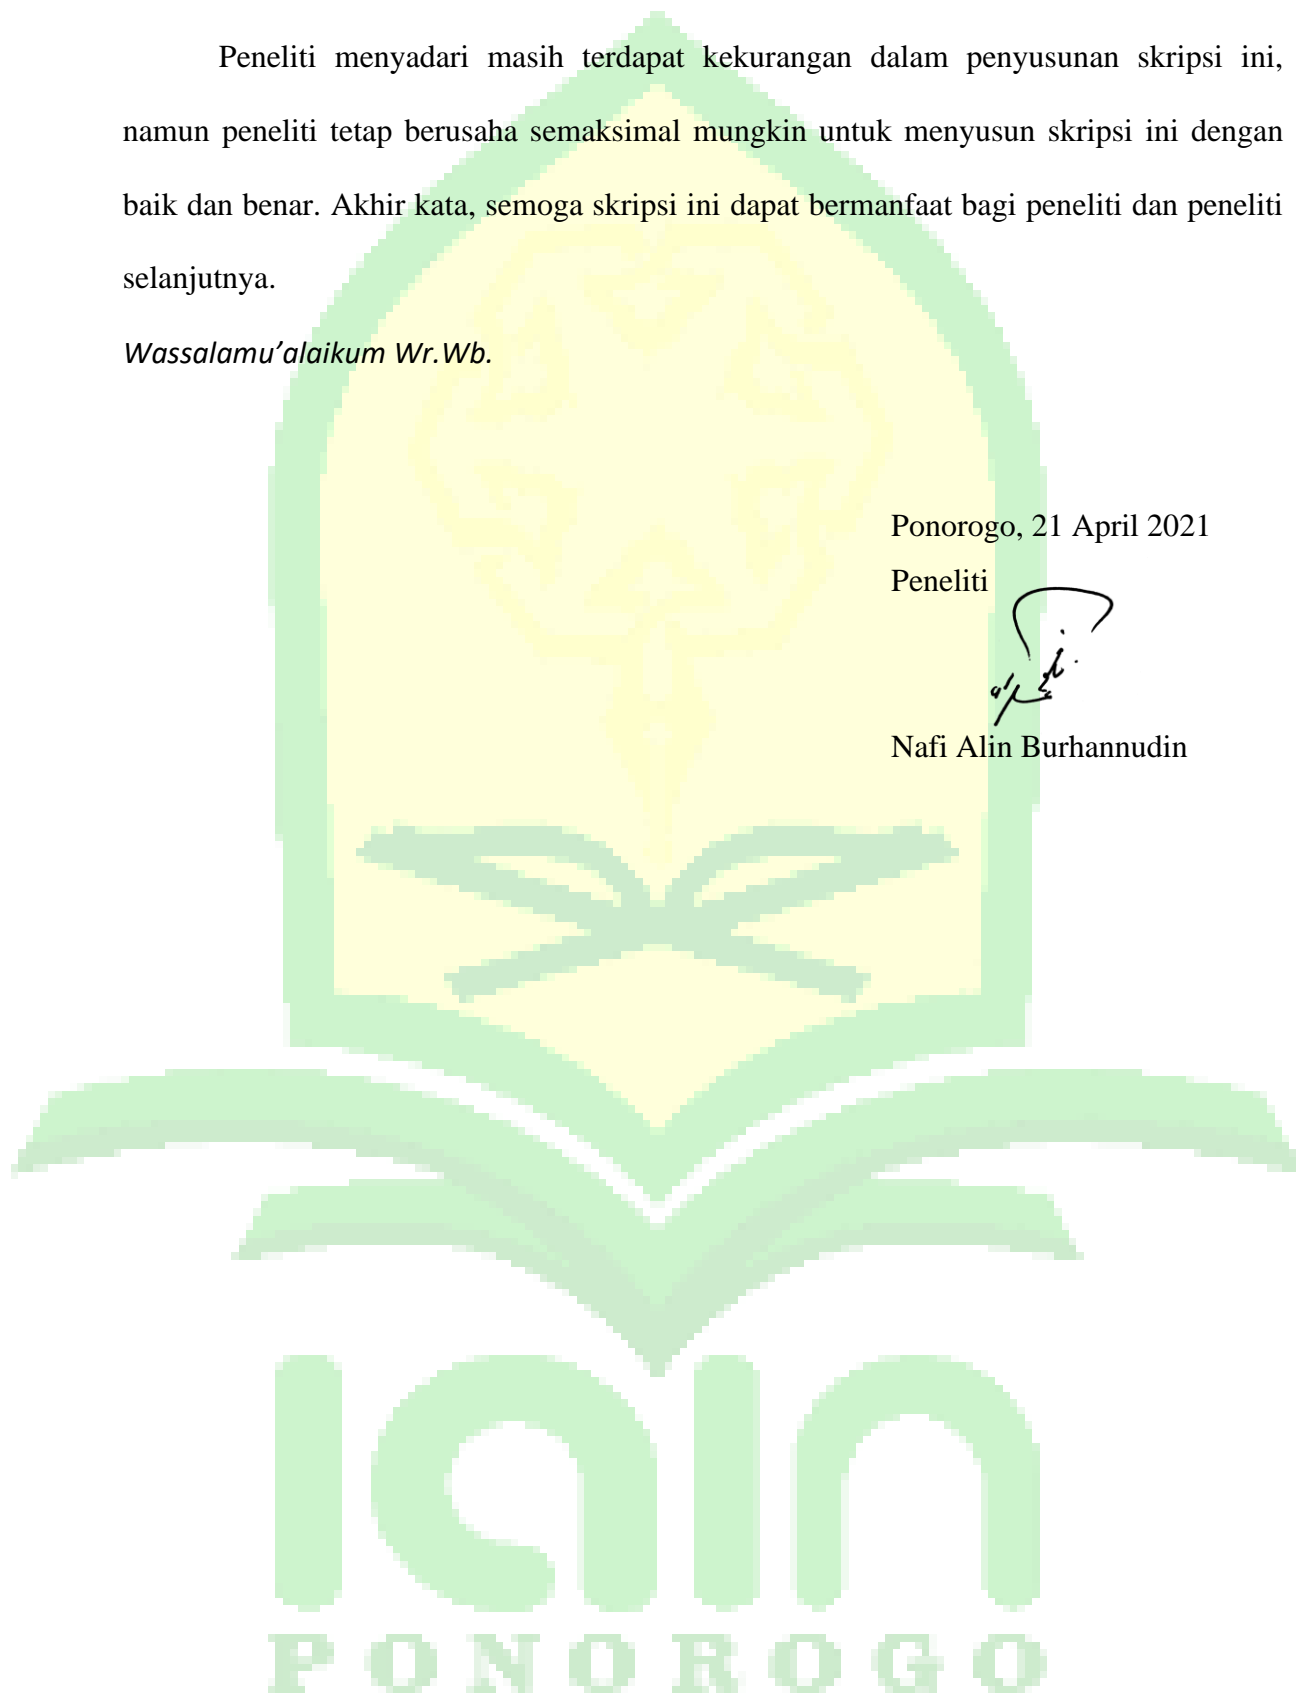 Peneliti menyadari masih terdapat kekurangan dalam penyusunan skripsi ini,
namun peneliti tetap berusaha semaksimal mungkin untuk menyusun skripsi ini dengan
baik dan benar. Akhir kata, semoga skripsi ini dapat bermanfaat bagi peneliti dan peneliti
selanjutnya.
Wassalamu’alaikum Wr.Wb.
Ponorogo, 21 April 2021
Peneliti
Nafi Alin Burhannudin
IAIN
PONOROGO